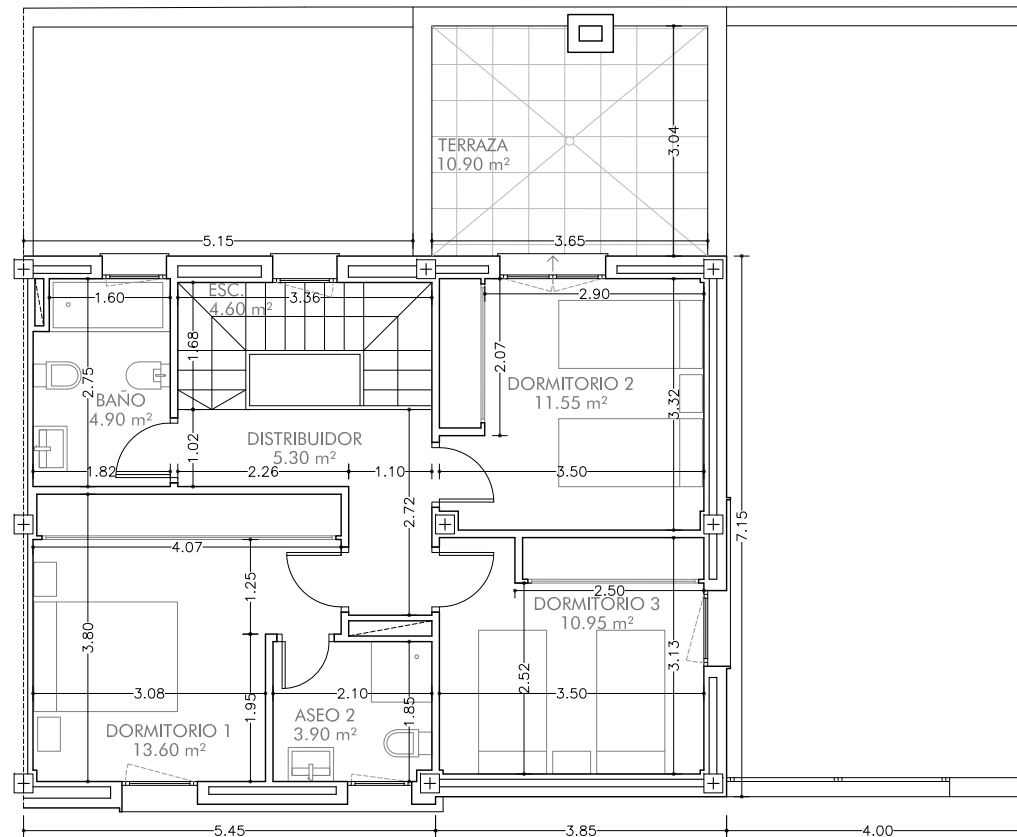 TERRAZA
10.90 m²
3.04
5.15
3.65
1.60
ESC.
4.60 m²
3.36
2.90
1.68
2.07
2.75
BAÑO
4.90 m²
DORMITORIO 2
11.55 m²
3.32
DISTRIBUIDOR
5.30 m²
1.02
1.82
2.26
1.10
3.50
2.72
7.15
4.07
1.25
2.50
DORMITORIO 3
10.95 m²
3.80
3.13
2.52
3.08
2.10
3.50
1.95
1.85
DORMITORIO 1
13.60 m²
ASEO 2
3.90 m²
5.45
3.85
4.00